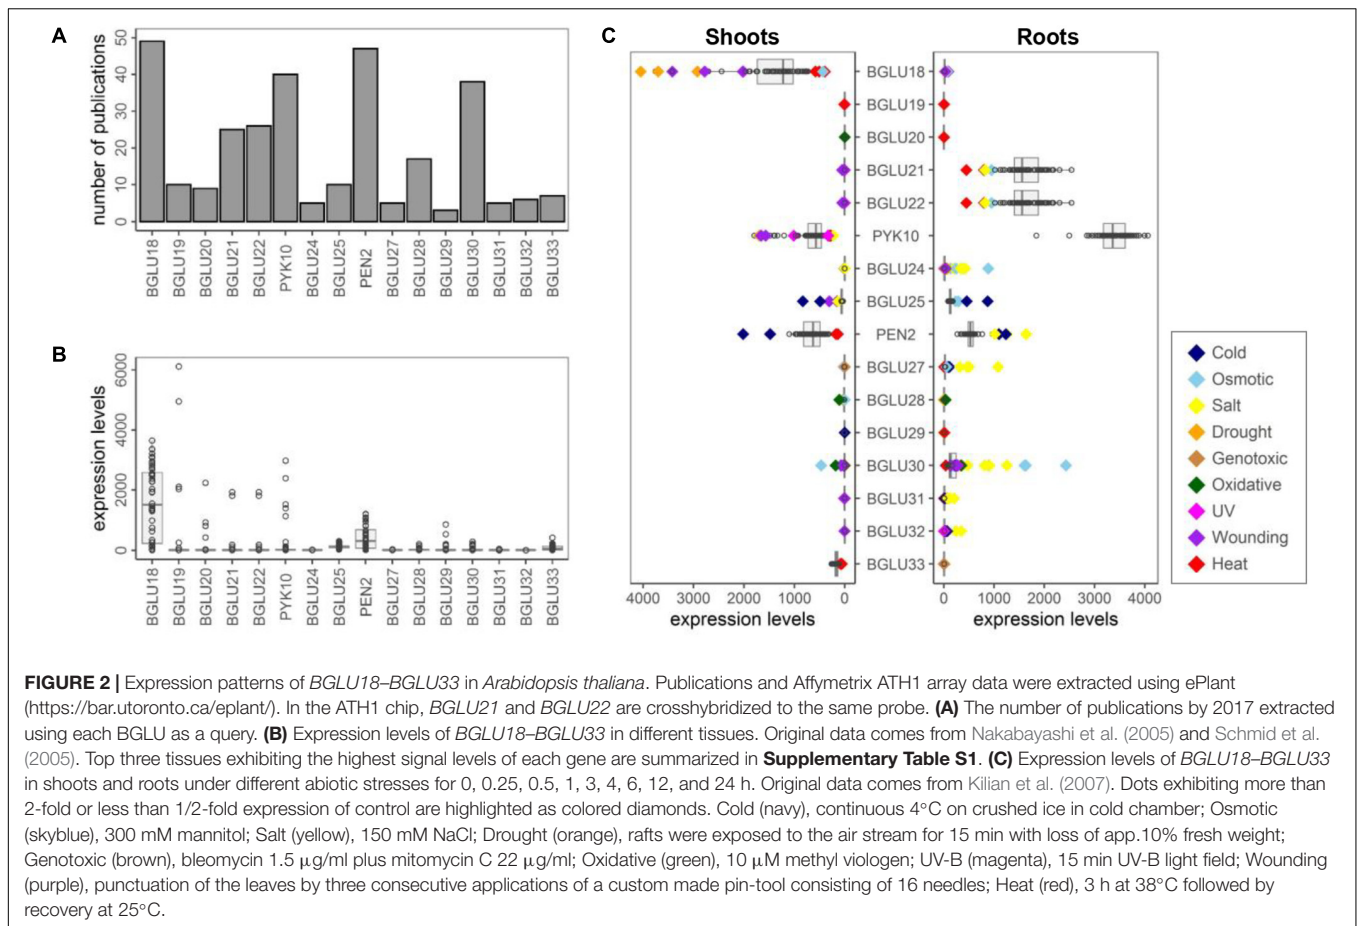 A
number of publications
50
40
30
20
10
0
BGLU18
BGLU19
BGLU20
BGLU21
BGLU22
PYK10
BGLU24
BGLU25
PEN2
BGLU27
BGLU28
BGLU29
BGLU30
BGLU31
BGLU32
BGLU33
B
expression levels
6000
4000
2000
0
BGLU18
BGLU19
BGLU20
BGLU21
BGLU22
PYK10
BGLU24
BGLU25
PEN2
BGLU27
BGLU28
BGLU29
BGLU30
BGLU31
BGLU32
BGLU33
C
Shoots
Roots
BGLU18
BGLU19
BGLU20
BGLU21
BGLU22
PYK10
BGLU24
BGLU25
PEN2
BGLU27
BGLU28
BGLU29
BGLU30
BGLU31
BGLU32
BGLU33
4000 3000 2000 1000 0
0 1000 2000 3000 4000
expression levels
expression levels
Cold
Osmotic
Salt
Drought
Genotoxic
Oxidative
UV
Wounding
Heat
FIGURE 2 | Expression patterns of BGLU18–BGLU33 in Arabidopsis thaliana. Publications and Affymetrix ATH1 array data were extracted using ePlant
(https://bar.utoronto.ca/eplant/). In the ATH1 chip, BGLU21 and BGLU22 are crosshybridized to the same probe. (A) The number of publications by 2017 extracted
using each BGLU as a query. (B) Expression levels of BGLU18–BGLU33 in different tissues. Original data comes from Nakabayashi et al. (2005) and Schmid et al.
(2005). Top three tissues exhibiting the highest signal levels of each gene are summarized in Supplementary Table S1. (C) Expression levels of BGLU18–BGLU33
in shoots and roots under different abiotic stresses for 0, 0.25, 0.5, 1, 3, 4, 6, 12, and 24 h. Original data comes from Kilian et al. (2007). Dots exhibiting more than
2-fold or less than 1/2-fold expression of control are highlighted as colored diamonds. Cold (navy), continuous 4°C on crushed ice in cold chamber; Osmotic
(skyblue), 300 mM mannitol; Salt (yellow), 150 mM NaCl; Drought (orange), rafts were exposed to the air stream for 15 min with loss of app.10% fresh weight;
Genotoxic (brown), bleomycin 1.5 μg/ml plus mitomycin C 22 μg/ml; Oxidative (green), 10 μM methyl viologen; UV-B (magenta), 15 min UV-B light field; Wounding
(purple), punctuation of the leaves by three consecutive applications of a custom made pin-tool consisting of 16 needles; Heat (red), 3 h at 38°C followed by
recovery at 25°C.